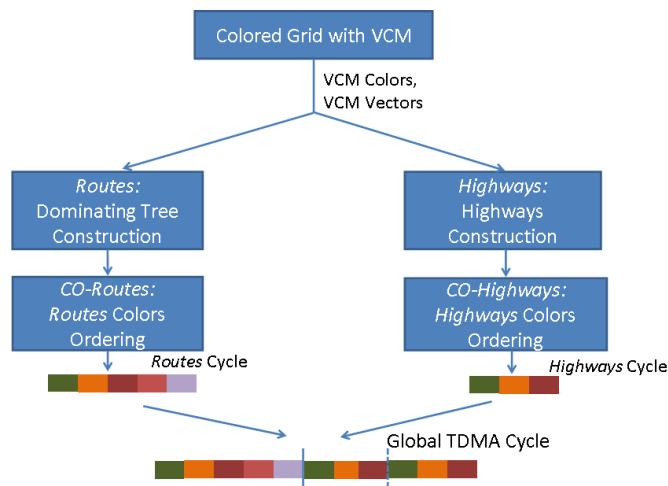 Colored Grid with VCM
VCM Colors,
VCM Vectors
Routes:
Dominating Tree
Construction
Highways:
Highways
Construction
CO-Routes:
Routes Colors
Ordering
CO-Highways:
Highways Colors
Ordering
Routes Cycle
Highways Cycle
Global TDMA Cycle